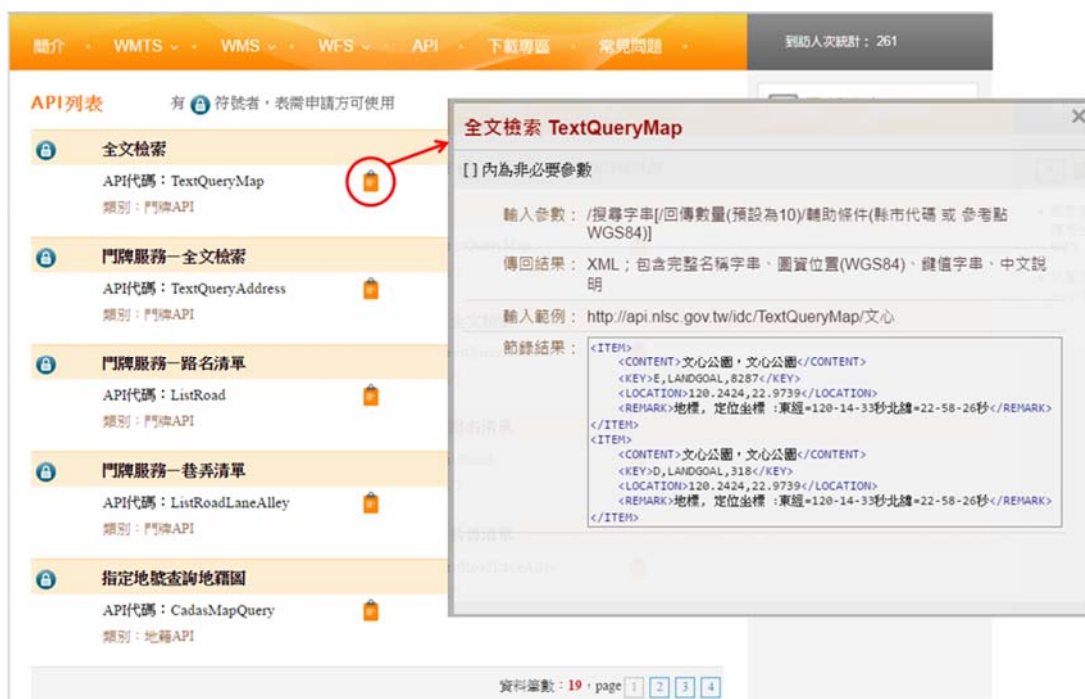 簡介 WMTS WMS WFS API 下載專區 常見問題
到訪人次統計： 261
API列表 有 符號者，表需申請方可使用
全文檢索
API代碼：TextQueryMap
類別：門牌API
門牌服務－全文檢索
API代碼：TextQueryAddress
類別：門牌API
門牌服務－路名清單
API代碼：ListRoad
類別：門牌API
門牌服務－巷弄清單
API代碼：ListRoadLaneAlley
類別：門牌API
指定地號查詢地籍圖
API代碼：CadasMapQuery
類別：地籍API
資料筆數：19，page 1 2 3 4
全文檢索 TextQueryMap
[ ] 內為非必要參數
輸入參數： /搜尋字串[/回傳數量(預設為10)/輔助條件(縣市代碼 或 參考點
WGS84)]
傳回結果： XML；包含完整名稱字串、圖資位置(WGS84)、鍵值字串、中文說
明
輸入範例： http://api.nlsc.gov.tw/idc/TextQueryMap/文心
節錄結果：
<ITEM>
<CONTENT>文心公園，文心公園</CONTENT>
<KEY>E,LANDGOAL,8287</KEY>
<LOCATION>120.2424,22.9739</LOCATION>
<REMARK>地標, 定位坐標 :東經=120-14-33秒北緯=22-58-26秒</REMARK>
</ITEM>
<ITEM>
<CONTENT>文心公園，文心公園</CONTENT>
<KEY>D,LANDGOAL,318</KEY>
<LOCATION>120.2424,22.9739</LOCATION>
<REMARK>地標, 定位坐標 :東經=120-14-33秒北緯=22-58-26秒</REMARK>
</ITEM>